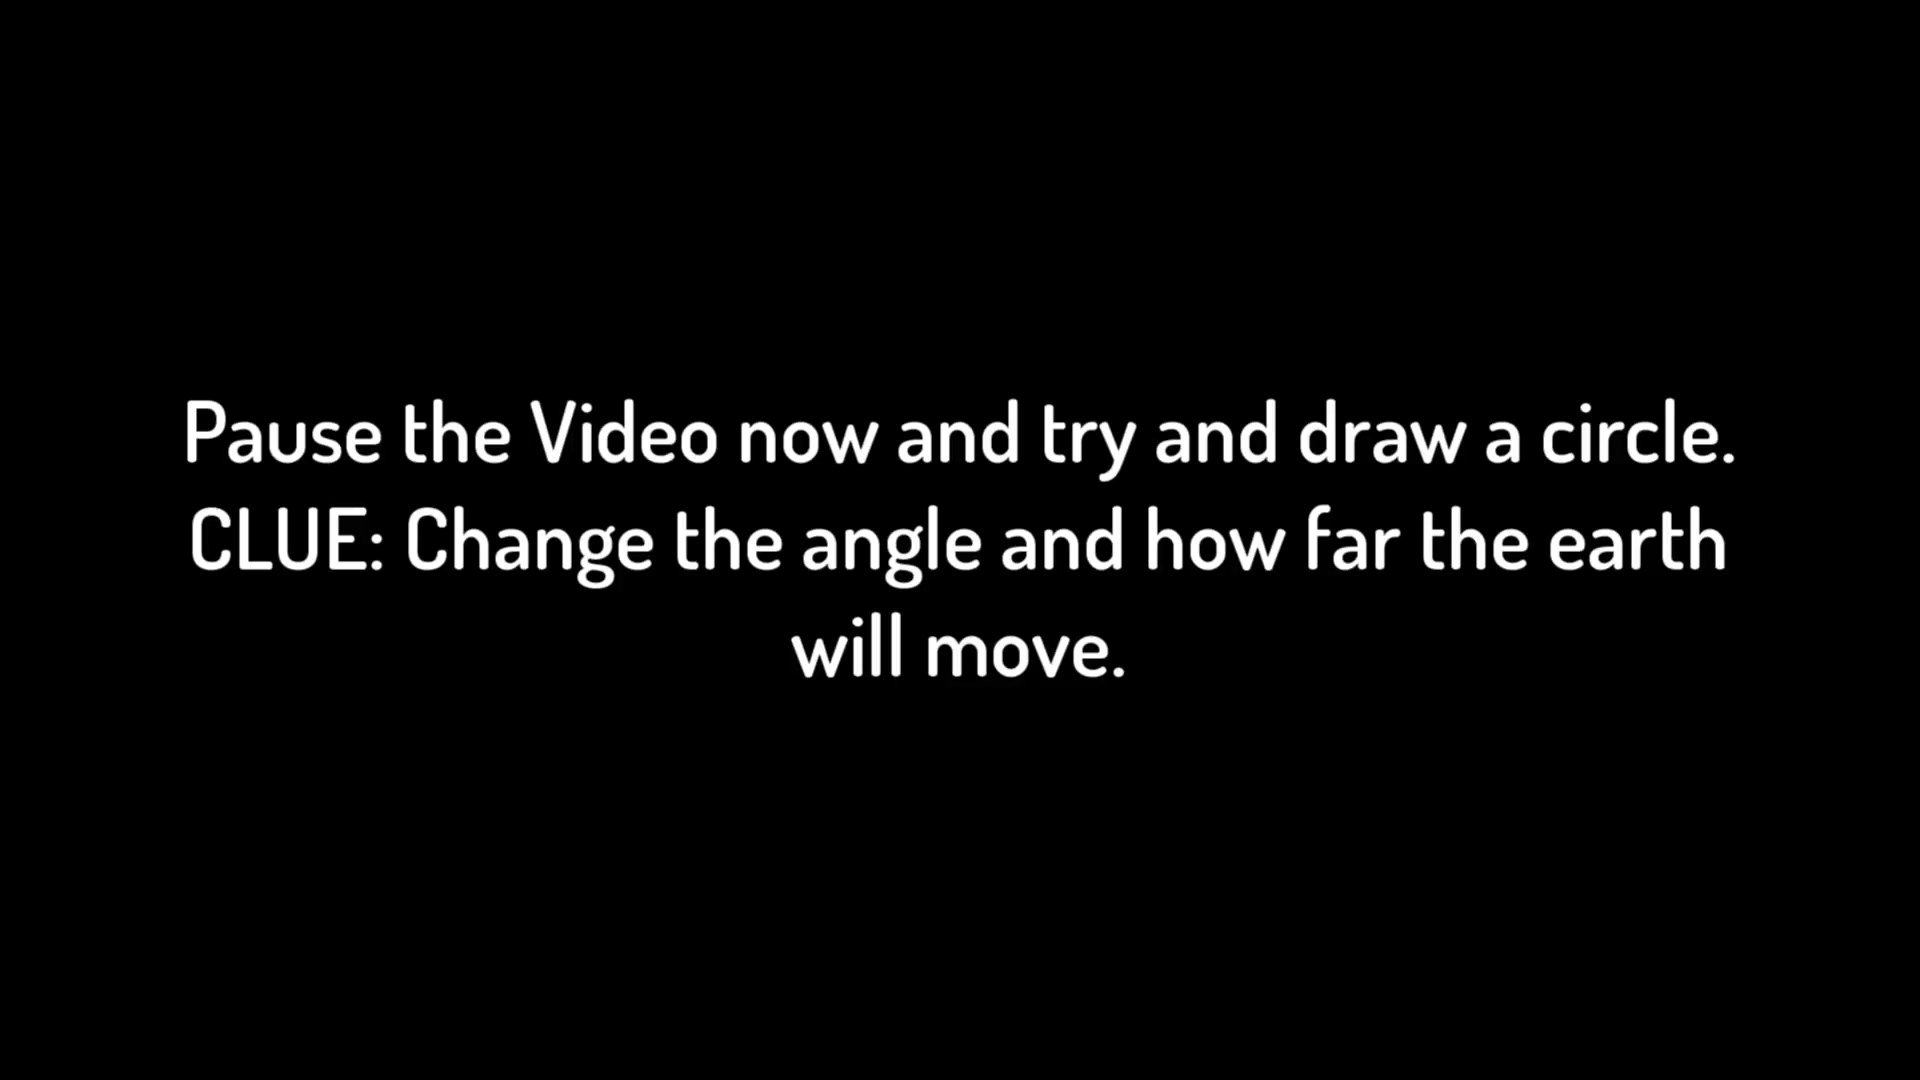 Pause the Video now and try and draw a circle.
CLUE: Change the angle and how far the earth
will move.